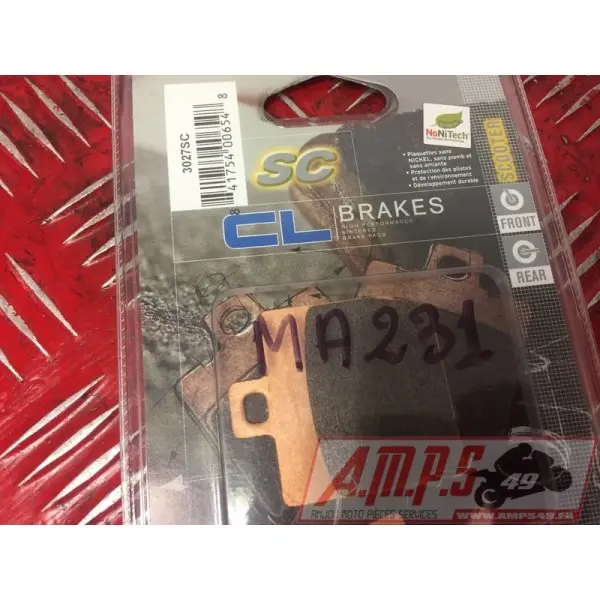 3027SC
8 41754 00654 8
SC
CL BRAKES
HIGH PERFORMANCE
SINTERED
BRAKE PADS
NoNiTech
• Plaquettes sans
NICKEL, sans plomb et
sans amiante
• Protection des pilotes
et de l'environnement
• Développement durable
SCOOTER
FRONT
REAR
MA231
A.M.P.S 49
ANJOU MOTO PIECES SERVICES
WWW.AMPS49.FR